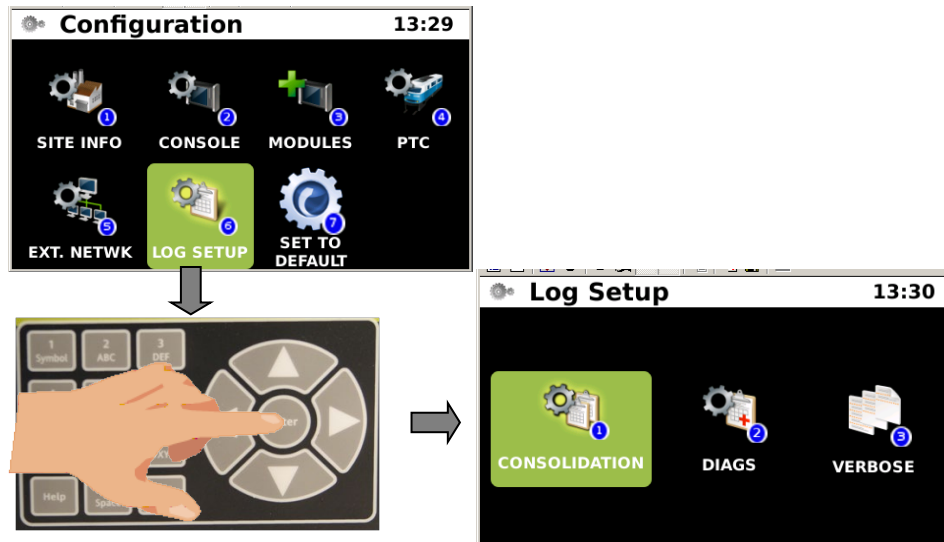 Configuration 13:29
1 2 3 4
SITE INFO CONSOLE MODULES PTC
5 6 7
EXT. NETWK LOG SETUP SET TO
DEFAULT
1 2 3
Symbol ABC DEF
Help
Log Setup 13:30
1 2 3
CONSOLIDATION DIAGS VERBOSE